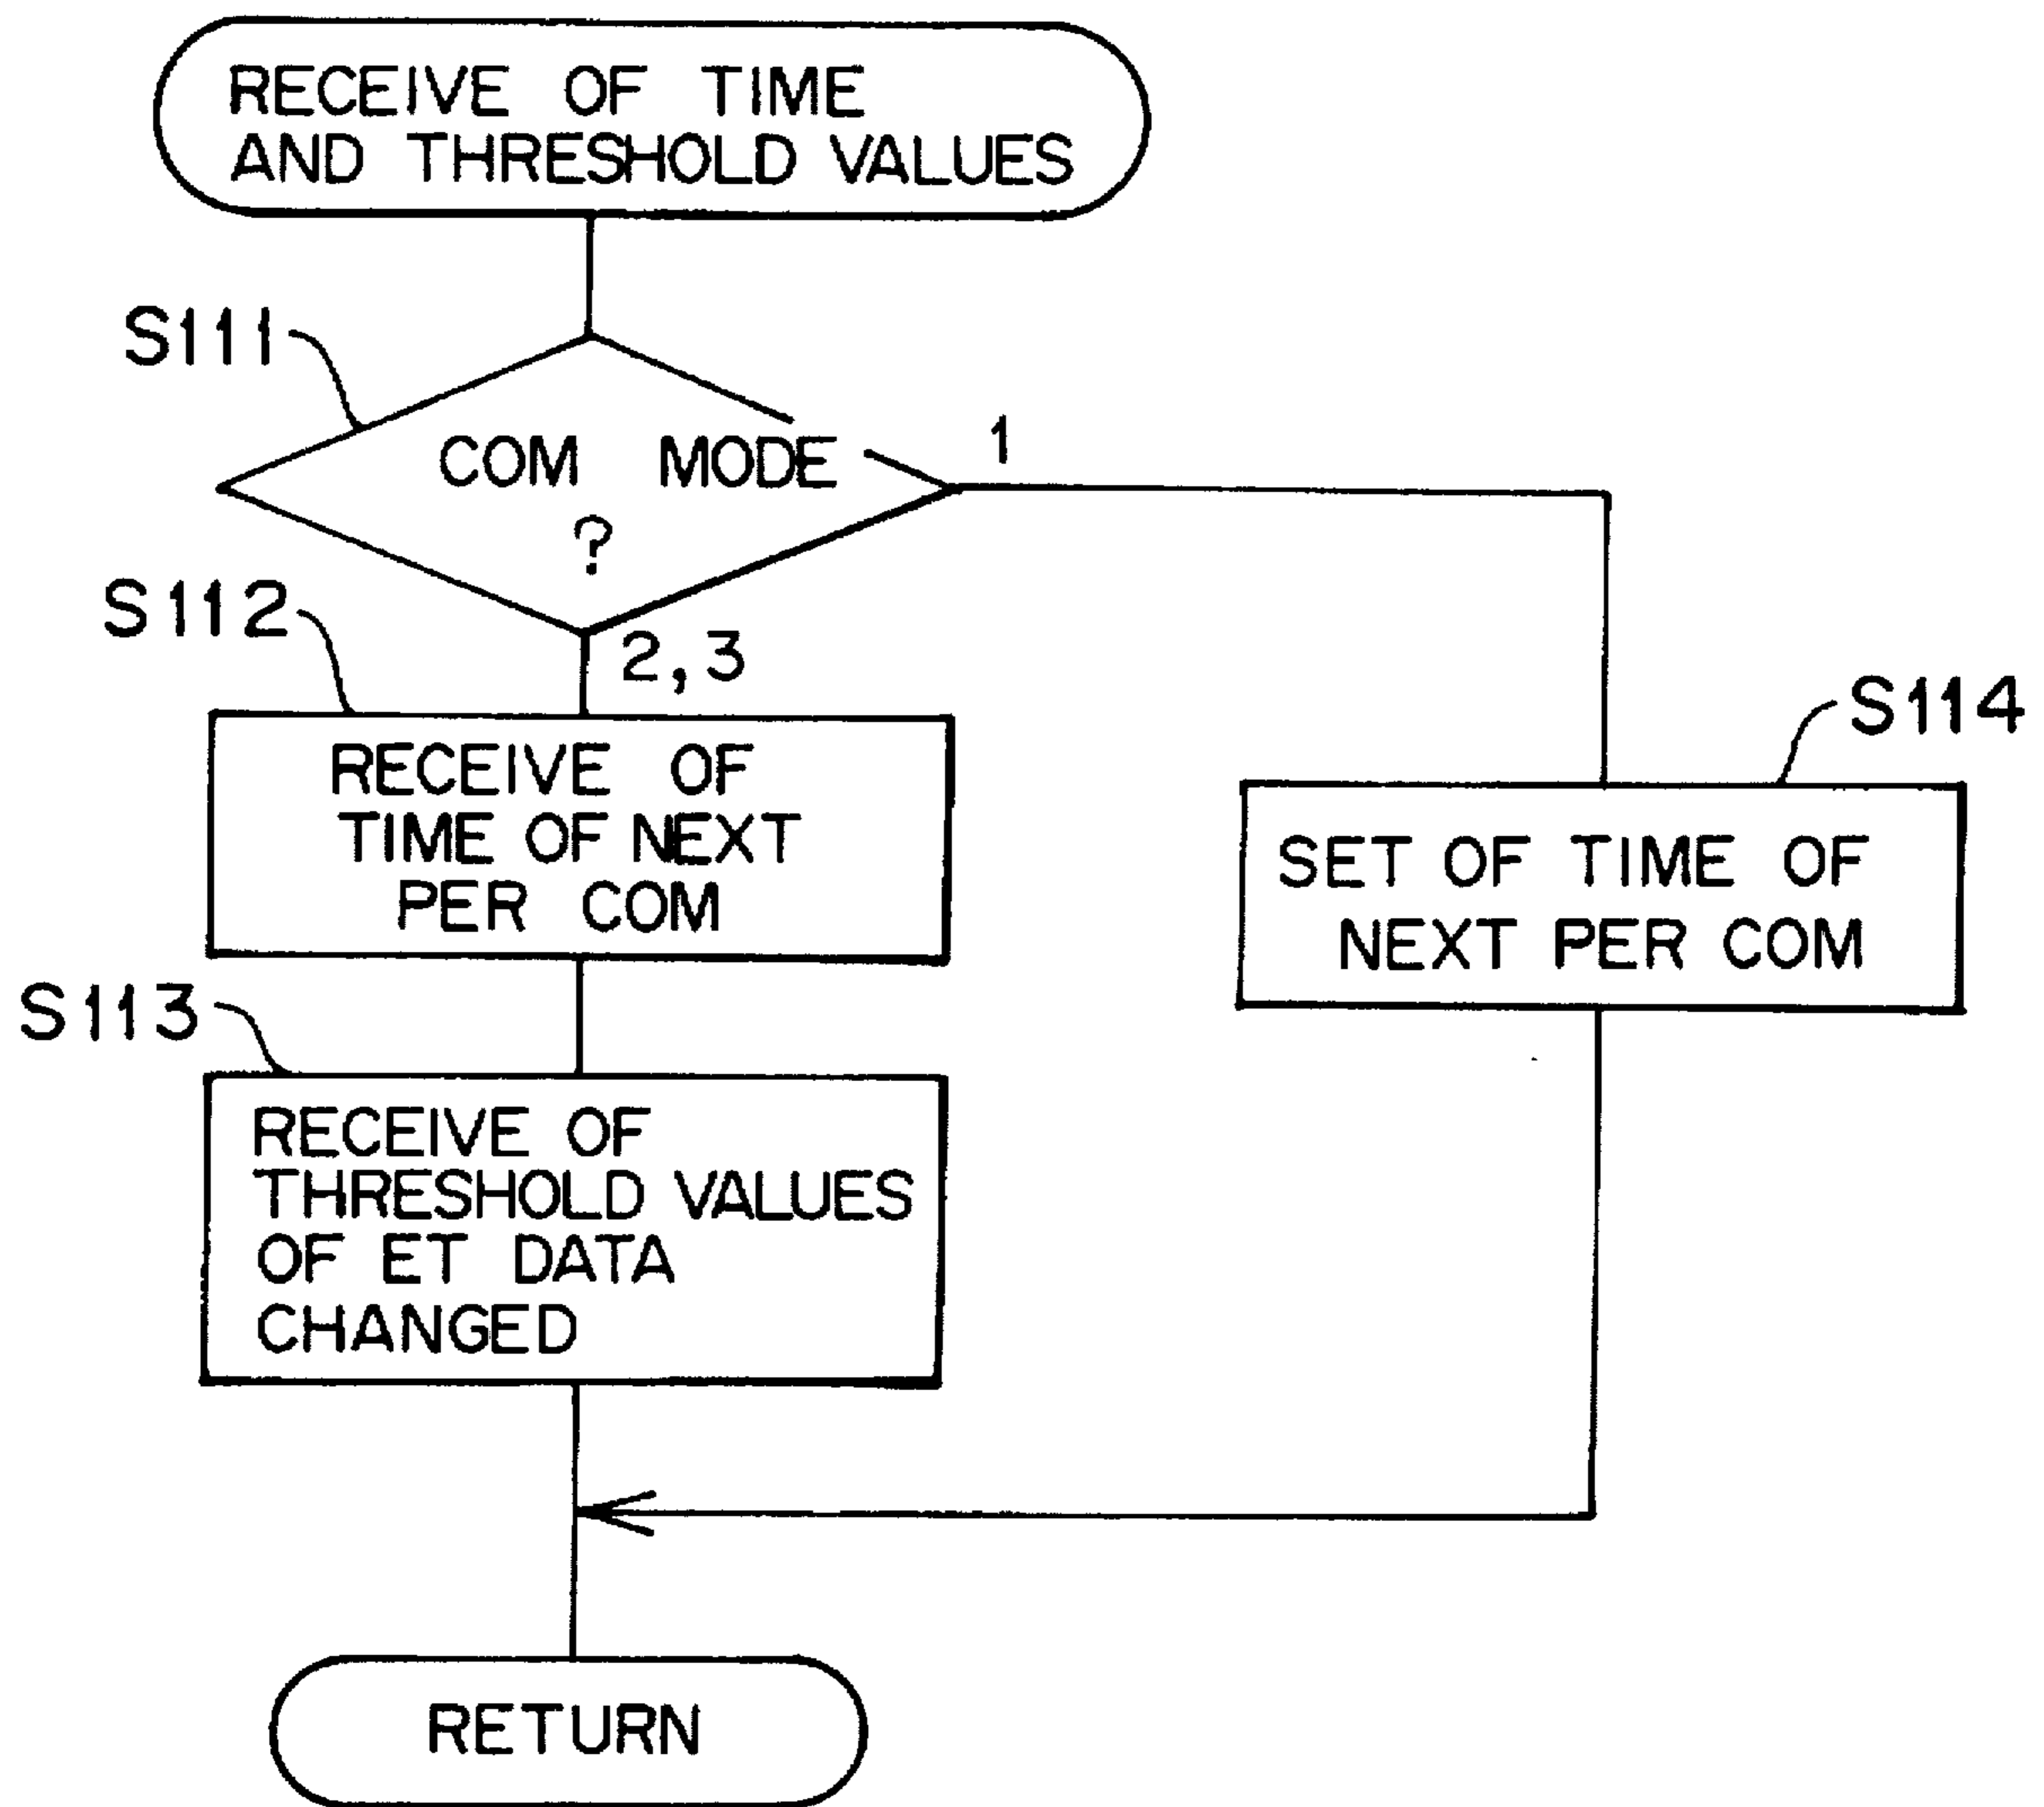 RECEIVE OF TIME
AND THRESHOLD VALUES
S111
COM MODE
?
1
2,3
S112
RECEIVE OF
TIME OF NEXT
PER COM
S114
SET OF TIME OF
NEXT PER COM
S113
RECEIVE OF
THRESHOLD VALUES
OF ET DATA
CHANGED
RETURN